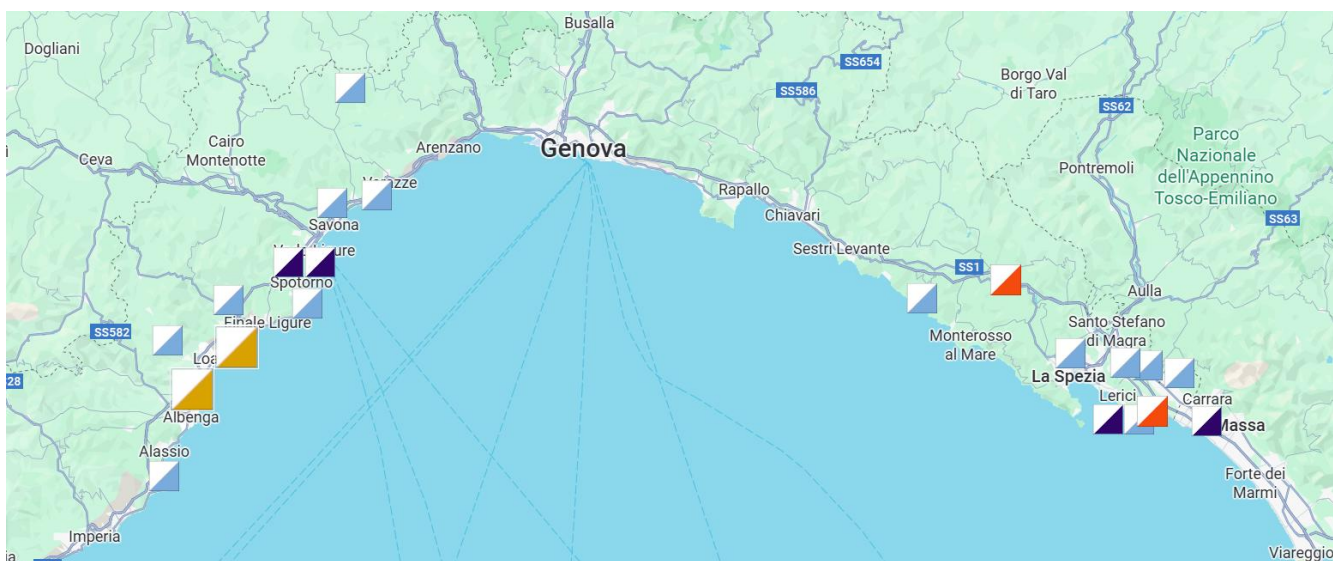 Busalla
Dogliani
SS654
Borgo Val
di Taro
SS586
SS62
Cairo
Montenotte
Arenzano
Genova
Parco
Nazionale
dell'Appennino
Tosco-Emiliano
Ceva
Pontremoli
Rapallo
Chiavari
SS63
Savona
Sestri Levante
SS1
Spotorno
Aulla
Finale Ligure
Santo Stefano
di Magra
SS582
Monterosso
al Mare
28
La Spezia
Lerici
Carrara
Albenga
Massa
Alassio
Forte dei
Marmi
Imperia
Viareggio